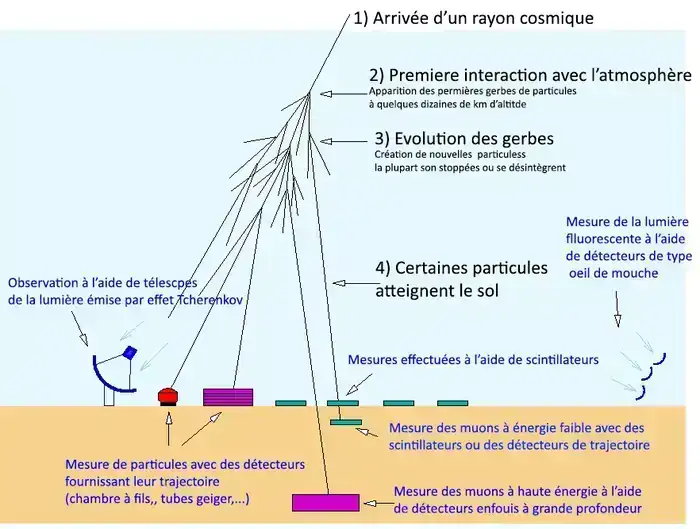 1) Arrivée d'un rayon cosmique
2) Premiere interaction avec l'atmosphère
Apparition des permières gerbes de particules
à quelques dizaines de km d'altitde
3) Evolution des gerbes
Création de nouvelles particuless
la plupart son stoppées ou se désintègrent
Mesure de la lumière
flluorescente à l'aide
de détecteurs de type
oeil de mouche
4) Certaines particules
atteignent le sol
Observation à l'aide de télescpes
de la lumière émise par effet Tcherenkov
Mesures effectuées à l'aide de scintillateurs
Mesure des muons à énergie faible avec des
scintillateurs ou des détecteurs de trajectoire
Mesure de particules avec des détecteurs
fournissant leur trajectoire
(chambre à fils,, tubes geiger,...)
Mesure des muons à haute énergie à l'aide
de détecteurs enfouis à grande profondeur